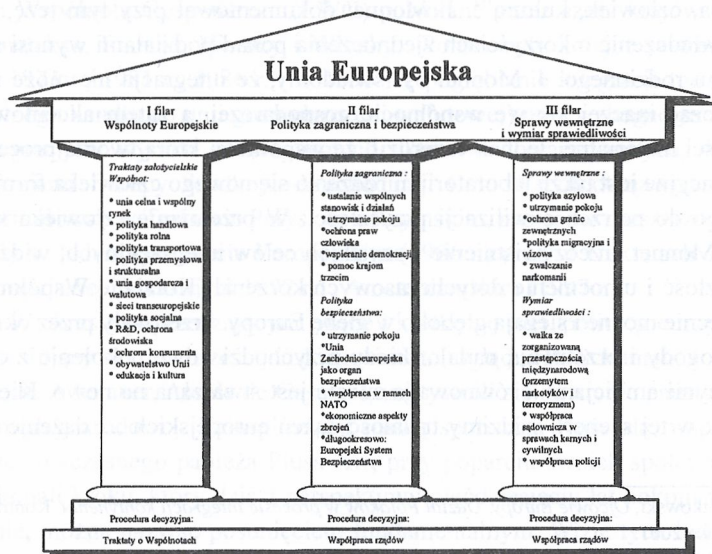 Unia Europejska
I filar
Wspólnoty Europejskie
II filar
Polityka zagraniczna i bezpieczeństwa
III filar
Sprawy wewnętrzne
i wymiar sprawiedliwości
Traktaty założycielskie
Wspólnot:
* unia celna i wspólny
rynek
* polityka handlowa
* polityka rolna
* polityka transportowa
* polityka przemysłowa
i strukturalna
* unia gospodarcza i
walutowa
* sieci transeuropejskie
* polityka socjalna
* R&D, ochrona
środowiska
* ochrona konsumenta
* obywatelstwo Unii
* edukacja i kultura
Polityka zagraniczna :
* ustalanie wspólnych
stanowisk i działań
* utrzymanie pokoju
*ochrona praw
człowieka
*wspieranie demokracji
* pomoc krajom
trzecim
Polityka
bezpieczeństwa:
* utrzymanie pokoju
*Unia
Zachodnioeuropejska
jako organ
bezpieczeństwa
* współpraca w ramach
NATO
*ekonomiczne aspekty
zbrojeń
*długookresowo:
Europejski System
Bezpieczeństwa
Sprawy wewnętrzne :
* polityka azylowa
* utrzymanie pokoju
*ochrona granic
zewnętrznych
*polityka migracyjna i
wizowa
* zwalczanie
narkomanii
Wymiar
sprawiedliwości :
* walka ze
zorganizowaną
przestępczością
międzynarodową
(przemytem
narkotyków i
terroryzmem)
* współpraca
sądownicza w
sprawach karnych i
cywilnych
* współpraca policji
Procedura decyzyjna:
Procedura decyzyjna:
Procedura decyzyjna:
Traktaty o Wspólnotach
Współpraca rządów
Współpraca rządów